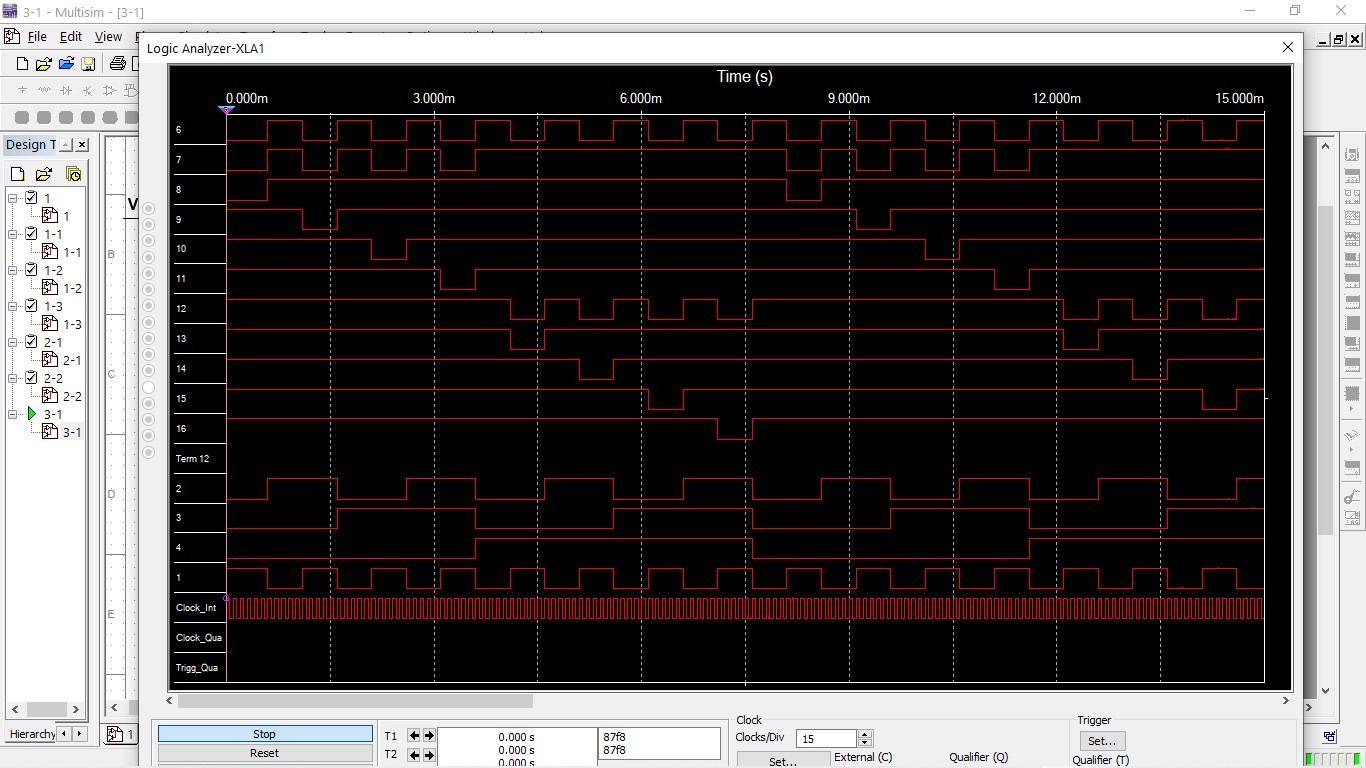 3-1 - Multisim - [3-1]
File Edit View
Logic Analyzer-XLA1
Time (s)
0.000m 3.000m 6.000m 9.000m 12.000m 15.000m
Design T
1
1
1-1
1-1
1-2
1-2
1-3
1-3
2-1
2-1
2-2
2-2
3-1
3-1
V
B
C
D
E
6
7
8
9
10
11
12
13
14
15
16
Term 12
2
3
4
1
Clock_Int
Clock_Qua
Trigg_Qua
Hierarchy
1
Stop
Reset
T1
T2
0.000 s
0.000 s
0.000 s
87f8
87f8
Clock
Clocks/Div 15
Set...
External (C)
Qualifier (Q)
Trigger
Set...
Qualifier (T)